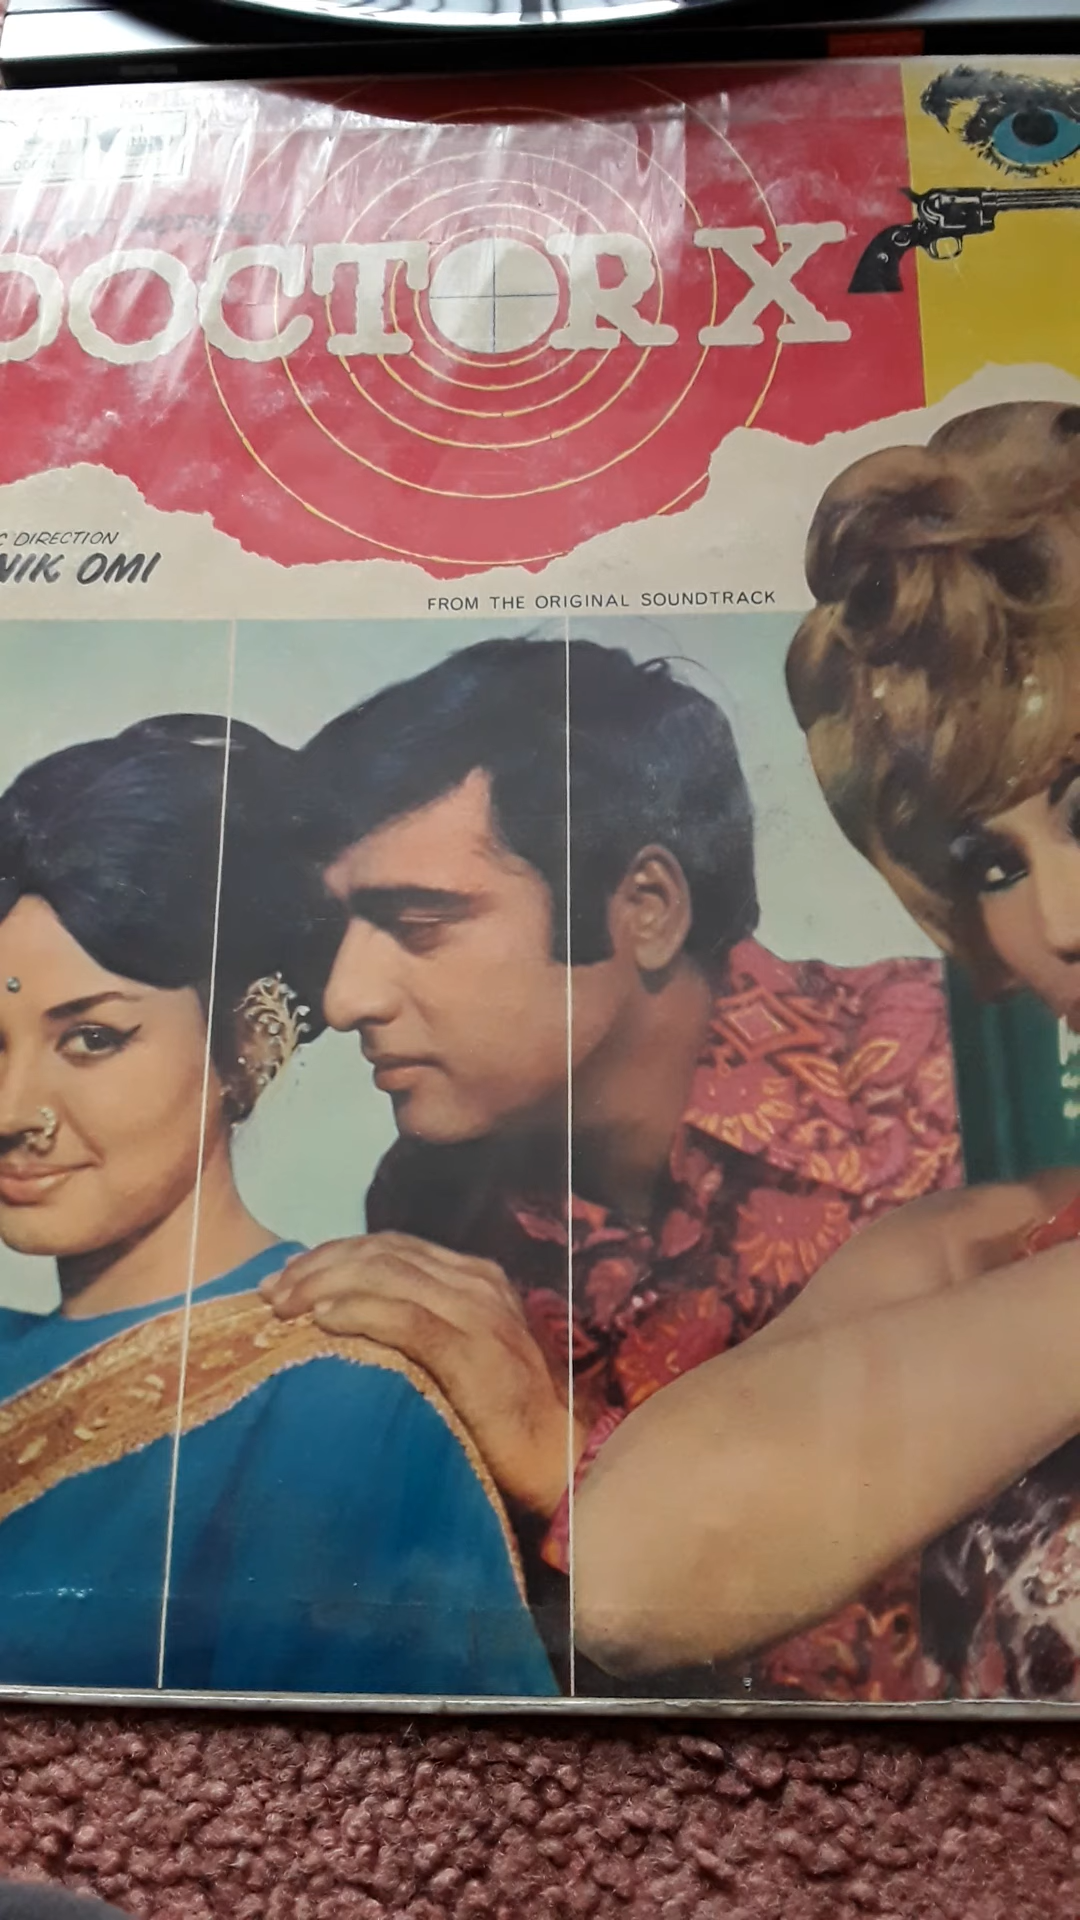 DOCTOR X
C DIRECTION
NIK OMI
FROM THE ORIGINAL SOUNDTRACK